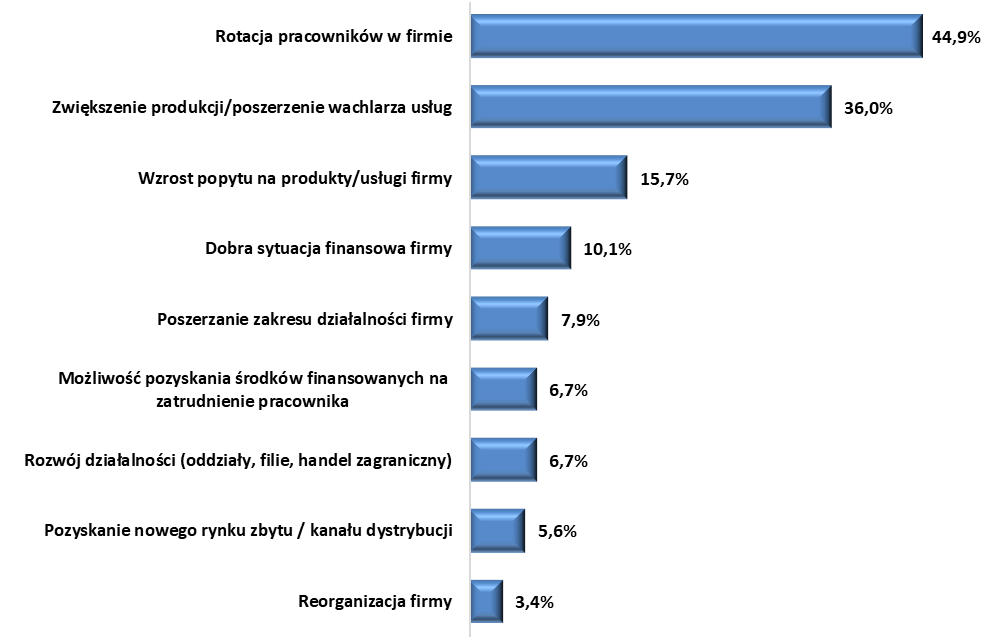 Rotacja pracowników w firmie 44,9%
Zwiększenie produkcji/poszerzenie wachlarza usług 36,0%
Wzrost popytu na produkty/usługi firmy 15,7%
Dobra sytuacja finansowa firmy 10,1%
Poszerzanie zakresu działalności firmy 7,9%
Możliwość pozyskania środków finansowanych na
zatrudnienie pracownika 6,7%
Rozwój działalności (oddziały, filie, handel zagraniczny) 6,7%
Pozyskanie nowego rynku zbytu / kanału dystrybucji 5,6%
Reorganizacja firmy 3,4%